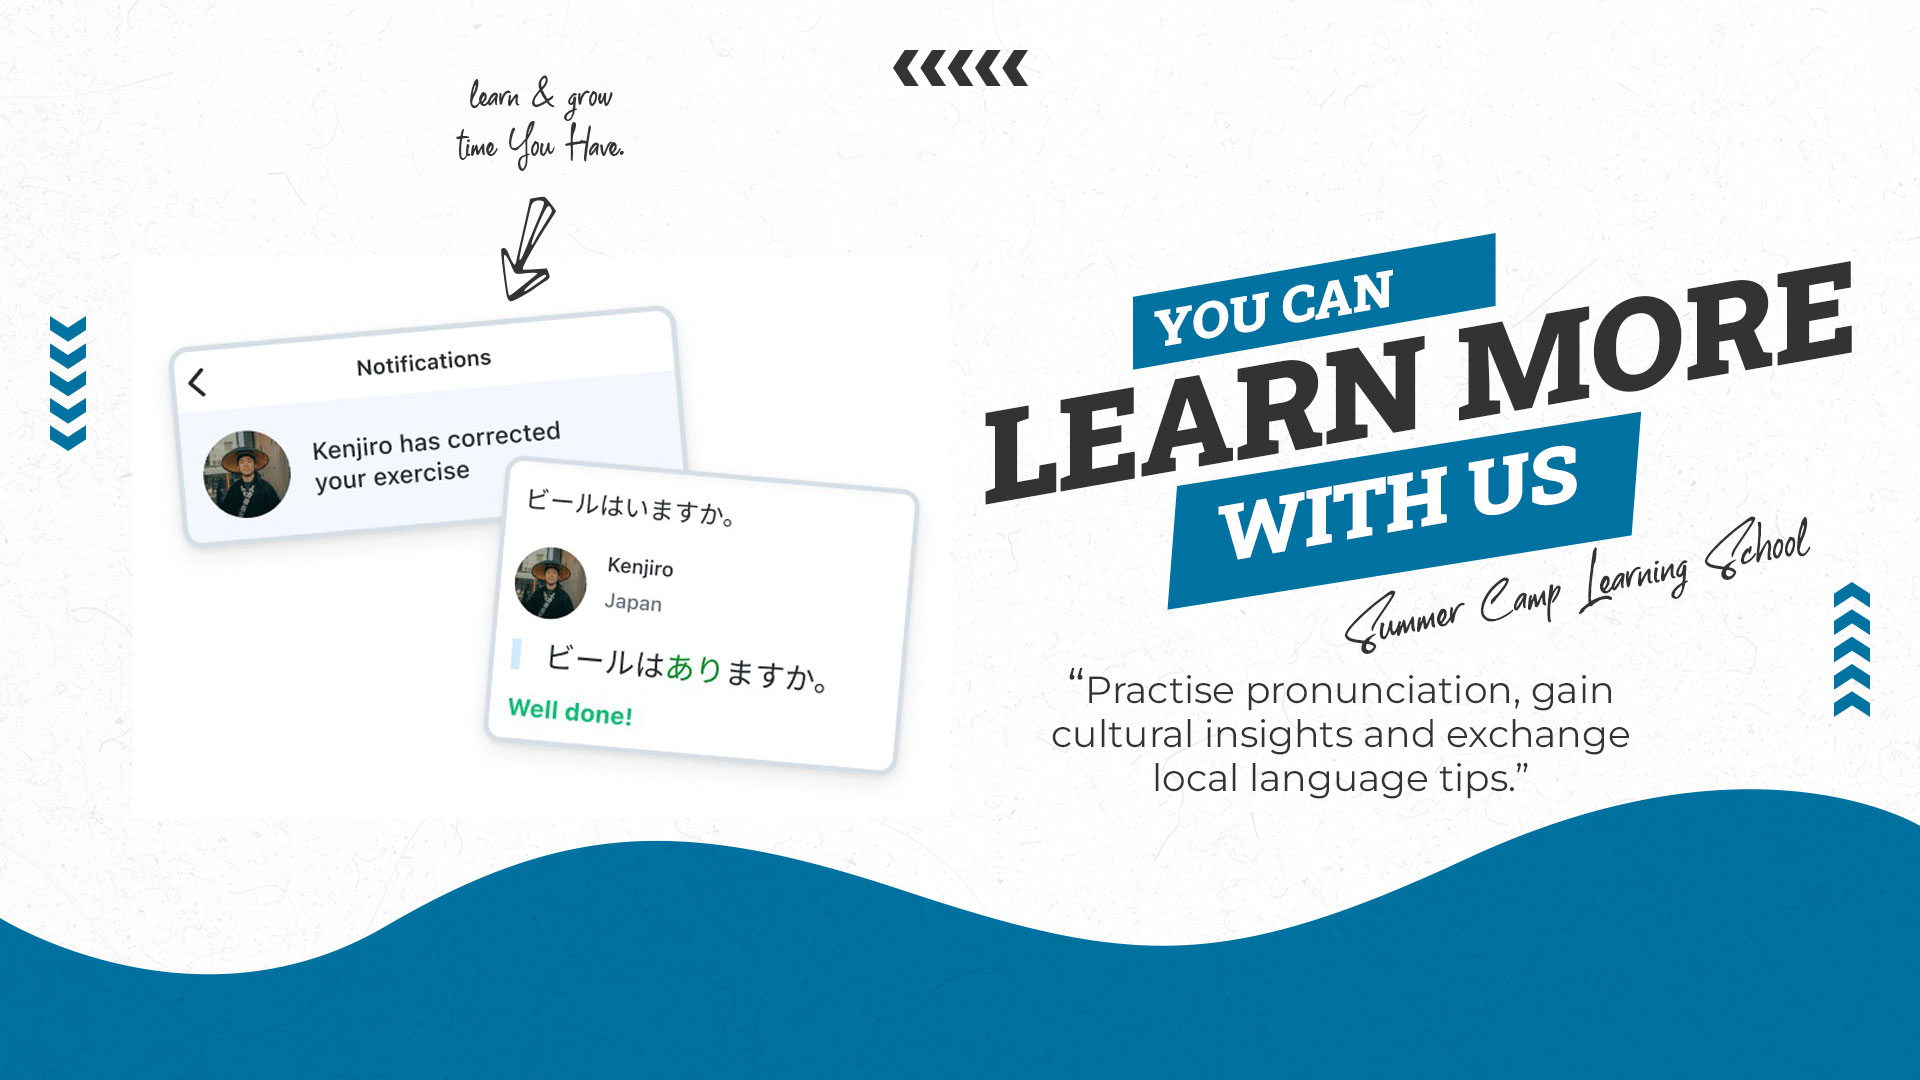 learn & grow
time You Have.
Notifications
Kenjiro has corrected
your exercise
ビールはいますか。
Kenjiro
Japan
ビールはありますか。
Well done!
YOU CAN
LEARN MORE
WITH US
Summer Camp Learning School
“Practise pronunciation, gain
cultural insights and exchange
local language tips.”